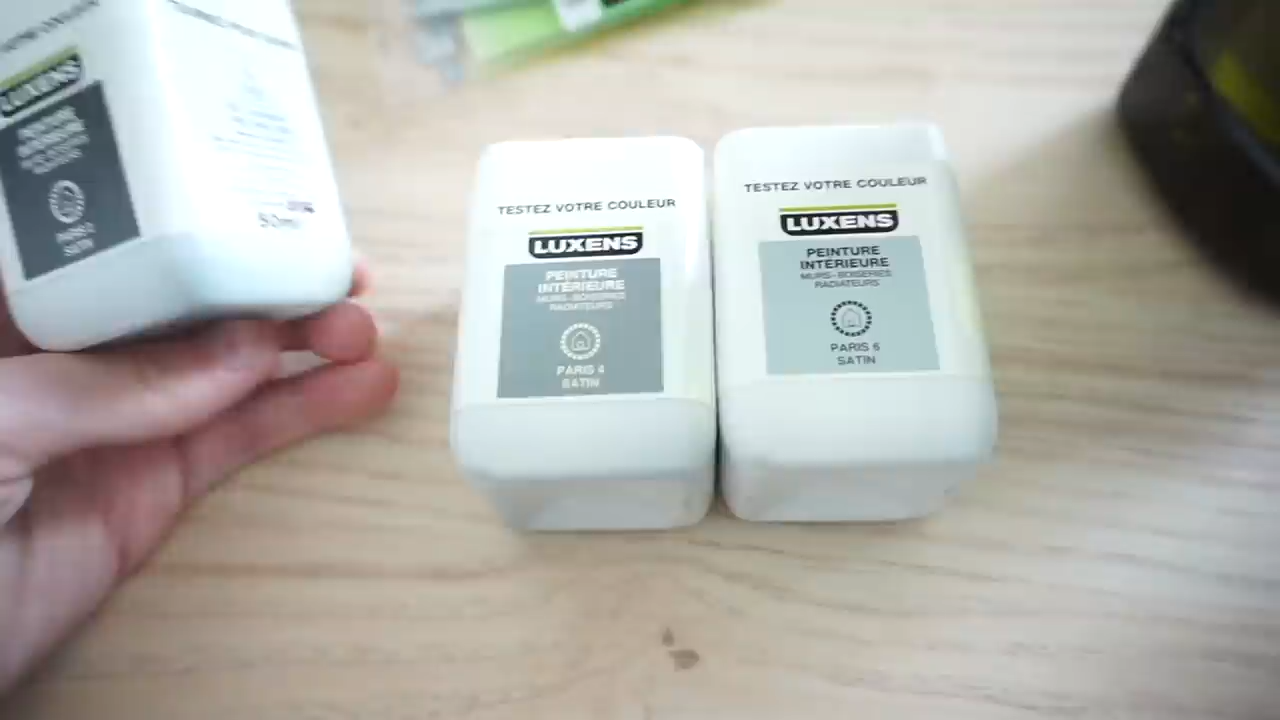 LUXENS
50ml
TESTEZ VOTRE COULEUR
LUXENS
PEINTURE
INTÉRIEURE
MURS-BOISERIES
RADIATEURS
PARIS 4
SATIN
TESTEZ VOTRE COULEUR
LUXENS
PEINTURE
INTÉRIEURE
MURS-BOISERIES
RADIATEURS
PARIS 6
SATIN